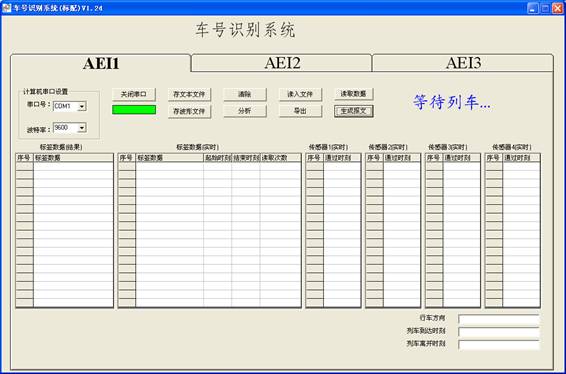 车号识别系统(标配)V1.24
车号识别系统
AEI1 AEI2 AEI3
计算机串口设置
串口号： COM1
波特率： 9600
关闭串口 存文本文件 清除 读入文件 读取数据
存波形文件 分析 导出 生成报文
等待列车...
标签数据(结果) 标签数据(实时) 传感器1(实时) 传感器2(实时) 传感器3(实时) 传感器4(实时)
序号 标签数据 序号 标签数据 起始时刻 结束时刻 读取次数 序号 通过时刻 序号 通过时刻 序号 通过时刻 序号 通过时刻
行车方向
列车到达时刻
列车离开时刻